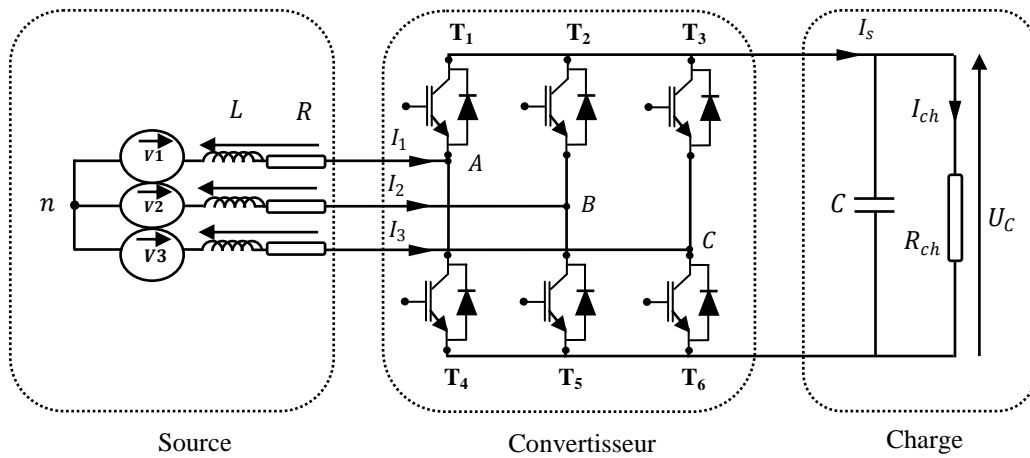 T1 T2 T3 Is
L R Ich
V1 I1 A
n V2 I2 B C Rch UC
V3 I3 C
T4 T5 T6
Source Convertisseur Charge